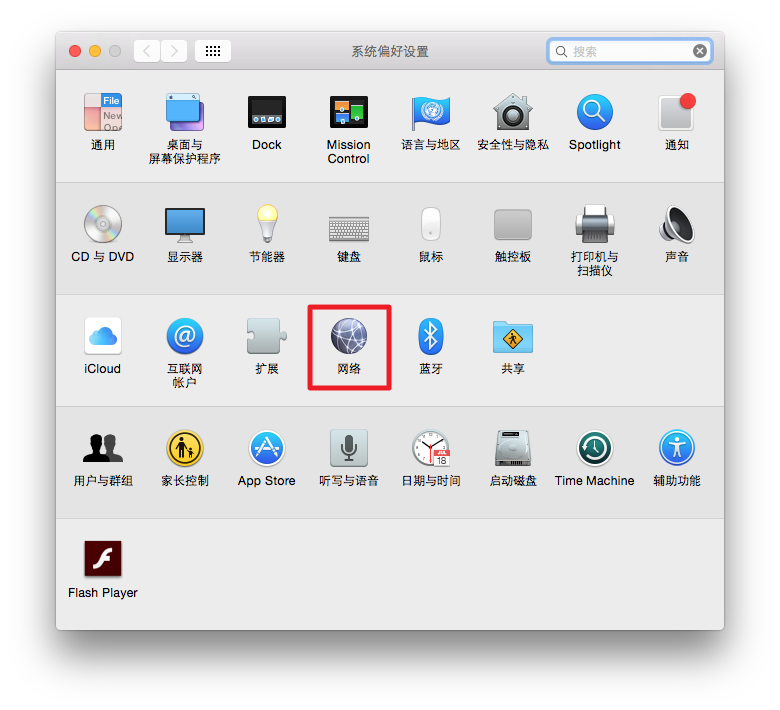 系统偏好设置
搜索
File
New
Ope
通用
桌面与
屏幕保护程序
Dock
Mission
Control
语言与地区
安全性与隐私
Spotlight
通知
CD 与 DVD
显示器
节能器
键盘
鼠标
触控板
打印机与
扫描仪
声音
iCloud
@
互联网
帐户
扩展
网络
蓝牙
共享
用户与群组
家长控制
App Store
听写与语音
JUL
18
日期与时间
启动磁盘
Time Machine
辅助功能
Flash Player